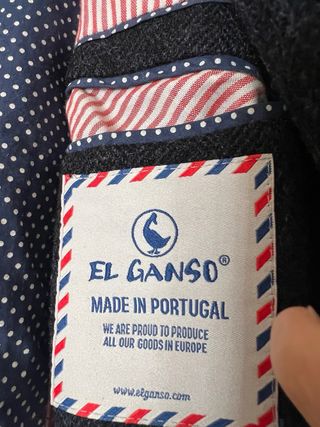 EL GANSO®
MADE IN PORTUGAL
WE ARE PROUD TO PRODUCE
ALL OUR GOODS IN EUROPE
www.elganso.com